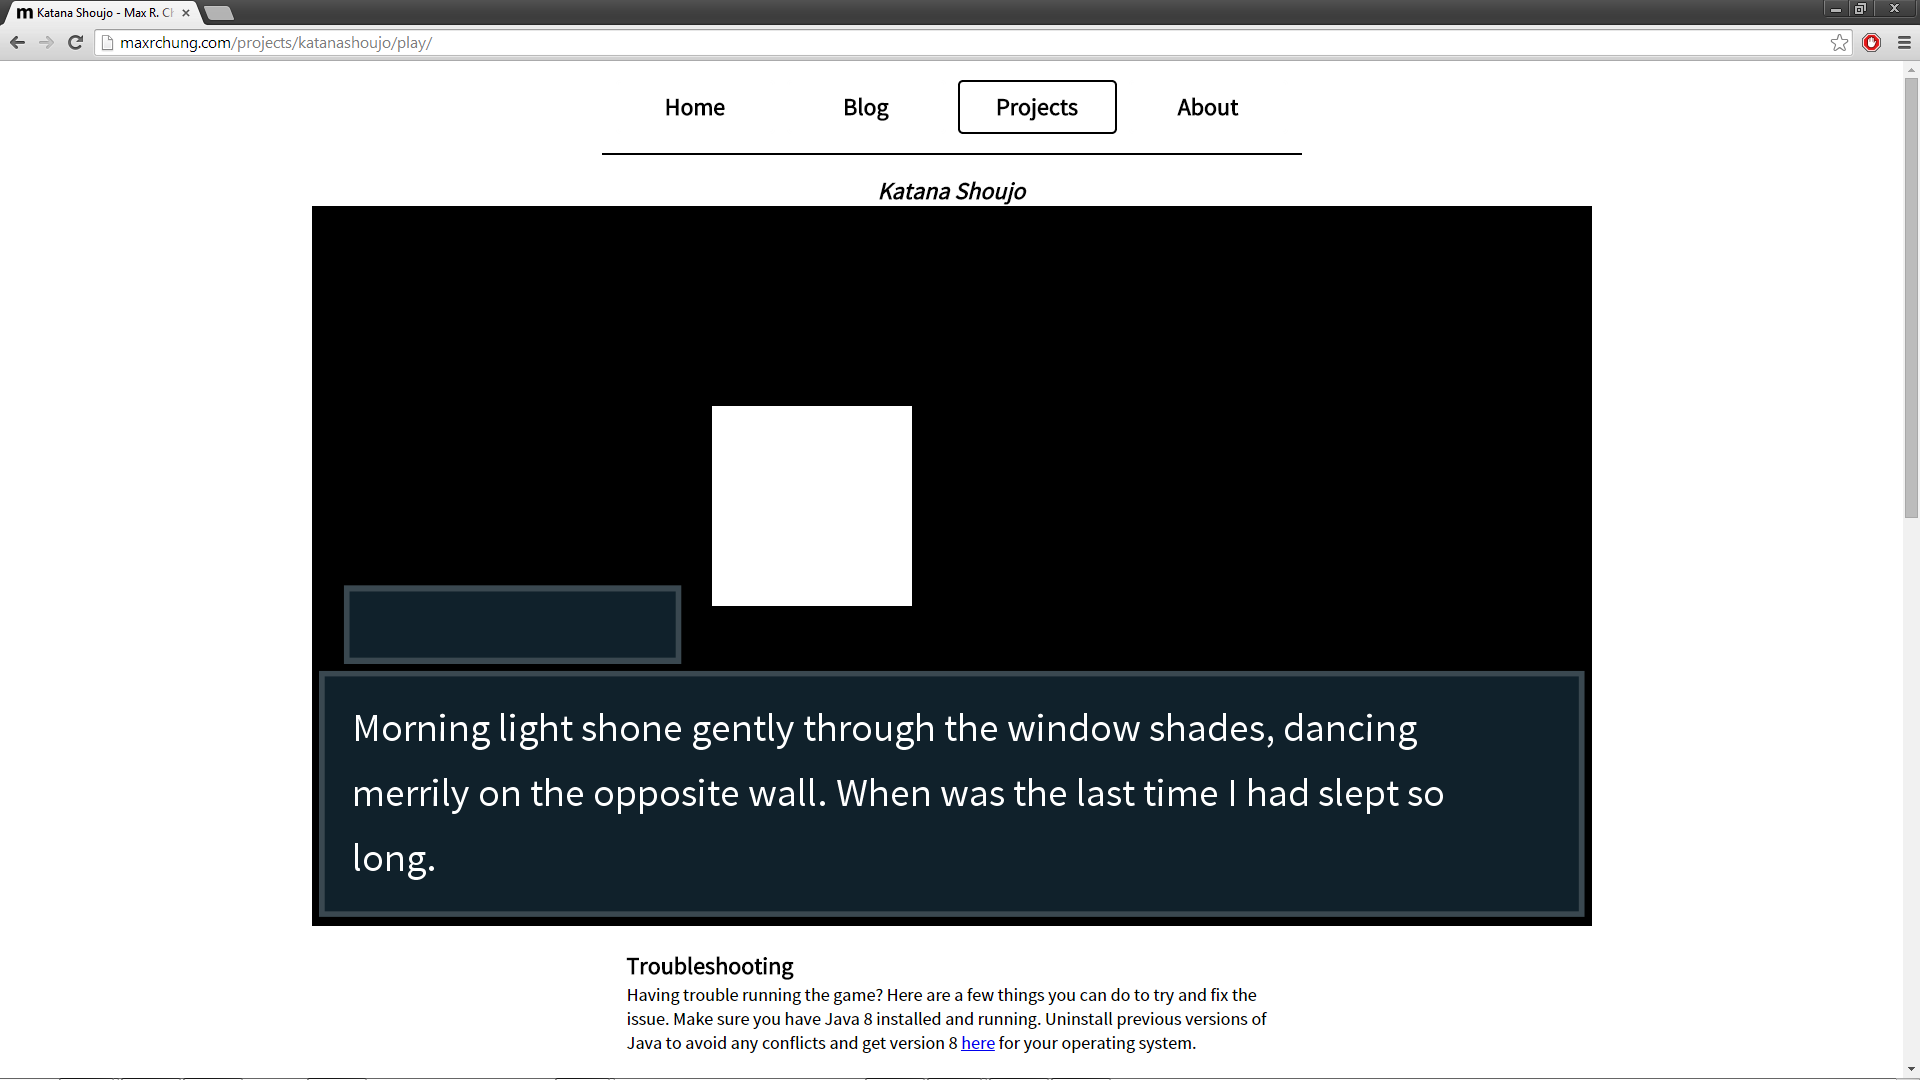 Katana Shoujo - Max R.
maxrchung.com/projects/katanashoujo/play/
Home Blog Projects About
Katana Shoujo
Morning light shone gently through the window shades, dancing
merrily on the opposite wall. When was the last time I had slept so
long.
Troubleshooting
Having trouble running the game? Here are a few things you can do to try and fix the
issue. Make sure you have Java 8 installed and running. Uninstall previous versions of
Java to avoid any conflicts and get version 8 here for your operating system.